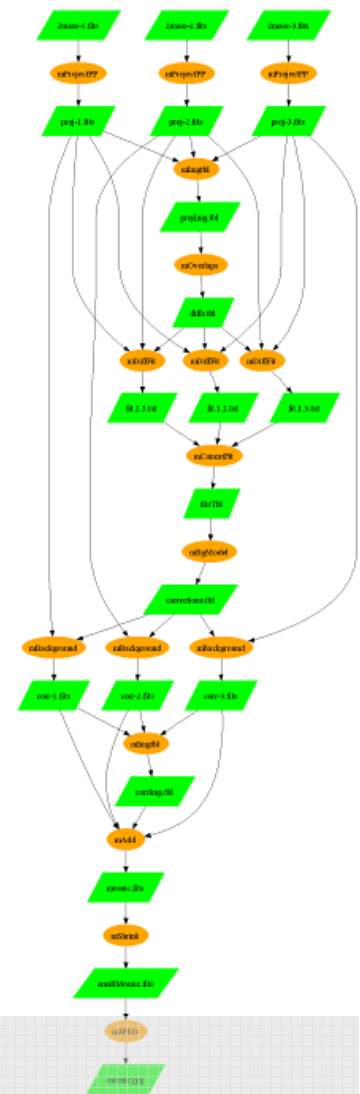 2mass-1.fits 2mass-2.fits 2mass-3.fits
mProjectPP mProjectPP mProjectPP
proj-1.fits proj-2.fits proj-3.fits
mImgtbl
projImg.tbl
mOverlaps
diffs.tbl
mDiffFit mDiffFit mDiffFit
fit.2.3.txt fit.1.2.txt fit.1.3.txt
mConcatFit
fits.Tbl
mBgModel
corrections.tbl
mBackground mBackground mBackground
corr-1.fits corr-2.fits corr-3.fits
mImgtbl
corrImg.tbl
mAdd
mosaic.fits
mShrink
smallMosaic.fits
mJPEG